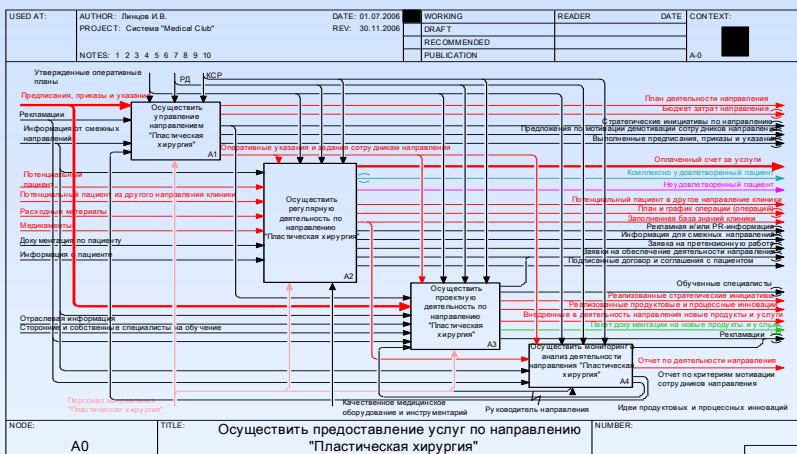 USED AT:
AUTHOR: Линцов И.В.
DATE: 01.07.2006
WORKING
READER
DATE
CONTEXT:
PROJECT: Система "Medical Club"
REV: 30.11.2006
DRAFT
RECOMMENDED
NOTES: 1 2 3 4 5 6 7 8 9 10
PUBLICATION
A-0
Утвержденные оперативные
планы
РД
КСР
Предписания, приказы и указания
Рекламации
Информация от смежных
направлений
Осуществить
управление
направлением
"Пластическая
хирургия"
A1
План деятельности направления
Бюджет затрат направления
Стратегические инициативы по направлению
Предложения по мотивации демотивации сотрудников направления
Выполненные предписания, приказы и указания
Оперативные указания и задания сотрудникам направления
Оплаченный счет за услуги
Комплексно удовлетворенный пациент
Неудовлетворенный пациент
Потенциальный
пациент
Потенциальный пациент из другого направления клиники
Расходные материалы
Медикаменты
Документация по пациенту
Информация о пациенте
Осуществить
регулярную
деятельность по
направлению
"Пластическая
хирургия"
A2
Потенциальный пациент в другое направление клиники
План и график операции (операций)
Заполненная база знаний клиники
Рекламная и/или PR-информация
Информация для смежных направлений
Заявка на претензионную работу
Заявки на обеспечение деятельности направления
Подписанные договор и соглашения с пациентом
Осуществить
проектную
деятельность по
направлению
"Пластическая
хирургия"
A3
Обученные специалисты
Реализованные стратегические инициативы
Реализованные продуктовые и процессные инновации
Внедренные в деятельность направления новые продукты и услуги
Пакет документации на новые продукты и услуги
Рекламации
Отраслевая информация
Сторонние и собственные специалисты на обучение
Осуществить мониторинг и
анализ деятельности
направления "Пластическая
хирургия"
A4
Отчет по деятельности направления
Отчет по критериям мотивации
сотрудников направления
Персонал направления
"Пластическая хирургия"
Качественное медицинское
оборудование и инструментарий
Руководитель направления
Идеи продуктовых и процессных инноваций
NODE:
TITLE:
NUMBER:
A0
Осуществить предоставление услуг по направлению
"Пластическая хирургия"